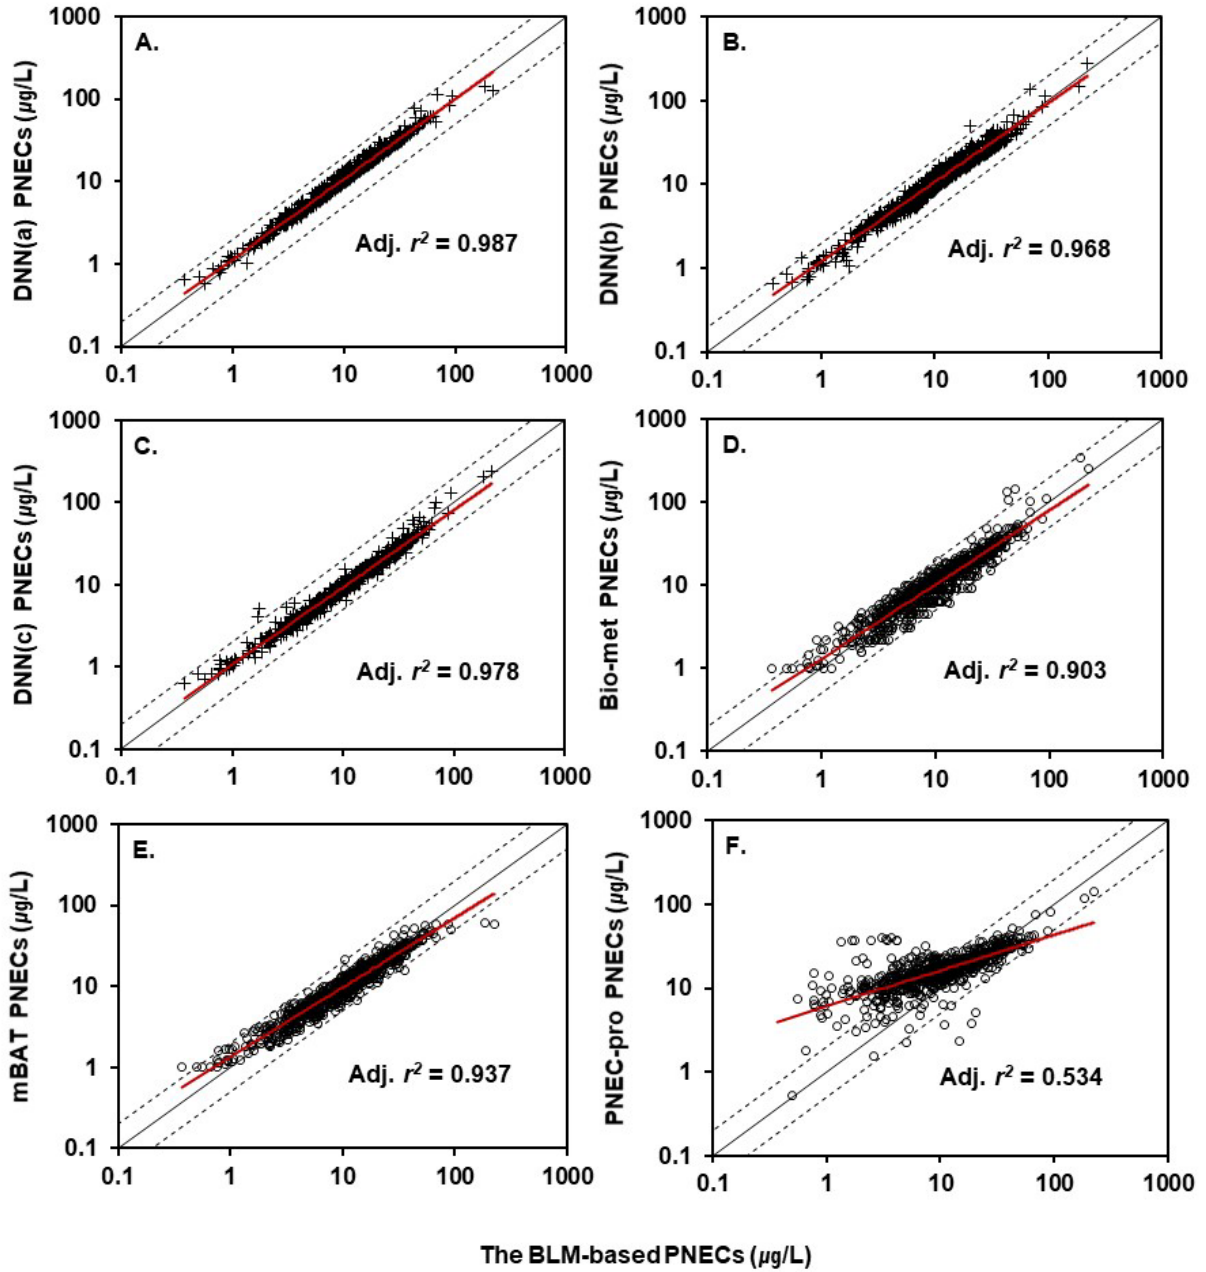 A.
DNN(a) PNECs (μg/L)
1000
100
10
1
0.1
Adj. r² = 0.987
0.1 1 10 100 1000
B.
DNN(b) PNECs (μg/L)
1000
100
10
1
0.1
Adj. r² = 0.968
0.1 1 10 100 1000
C.
DNN(c) PNECs (μg/L)
1000
100
10
1
0.1
Adj. r² = 0.978
0.1 1 10 100 1000
D.
Bio-met PNECs (μg/L)
1000
100
10
1
0.1
Adj. r² = 0.903
0.1 1 10 100 1000
E.
mBAT PNECs (μg/L)
1000
100
10
1
0.1
Adj. r² = 0.937
0.1 1 10 100 1000
F.
PNEC-pro PNECs (μg/L)
1000
100
10
1
0.1
Adj. r² = 0.534
0.1 1 10 100 1000
The BLM-based PNECs (μg/L)